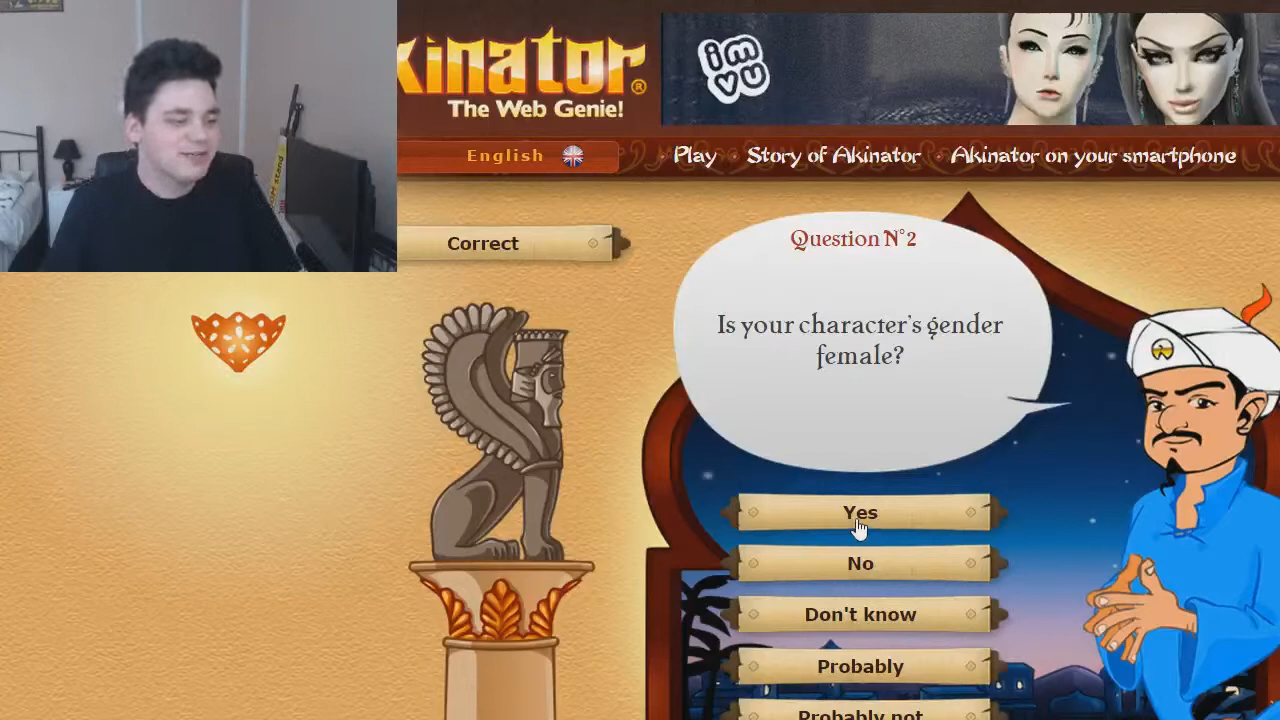 kinator®
The Web Genie!
imvu
English
· Play · Story of Akinator · Akinator on your smartphone
Correct
Question N°2
Is your character's gender
female?
Yes
No
Don't know
Probably
Probably not